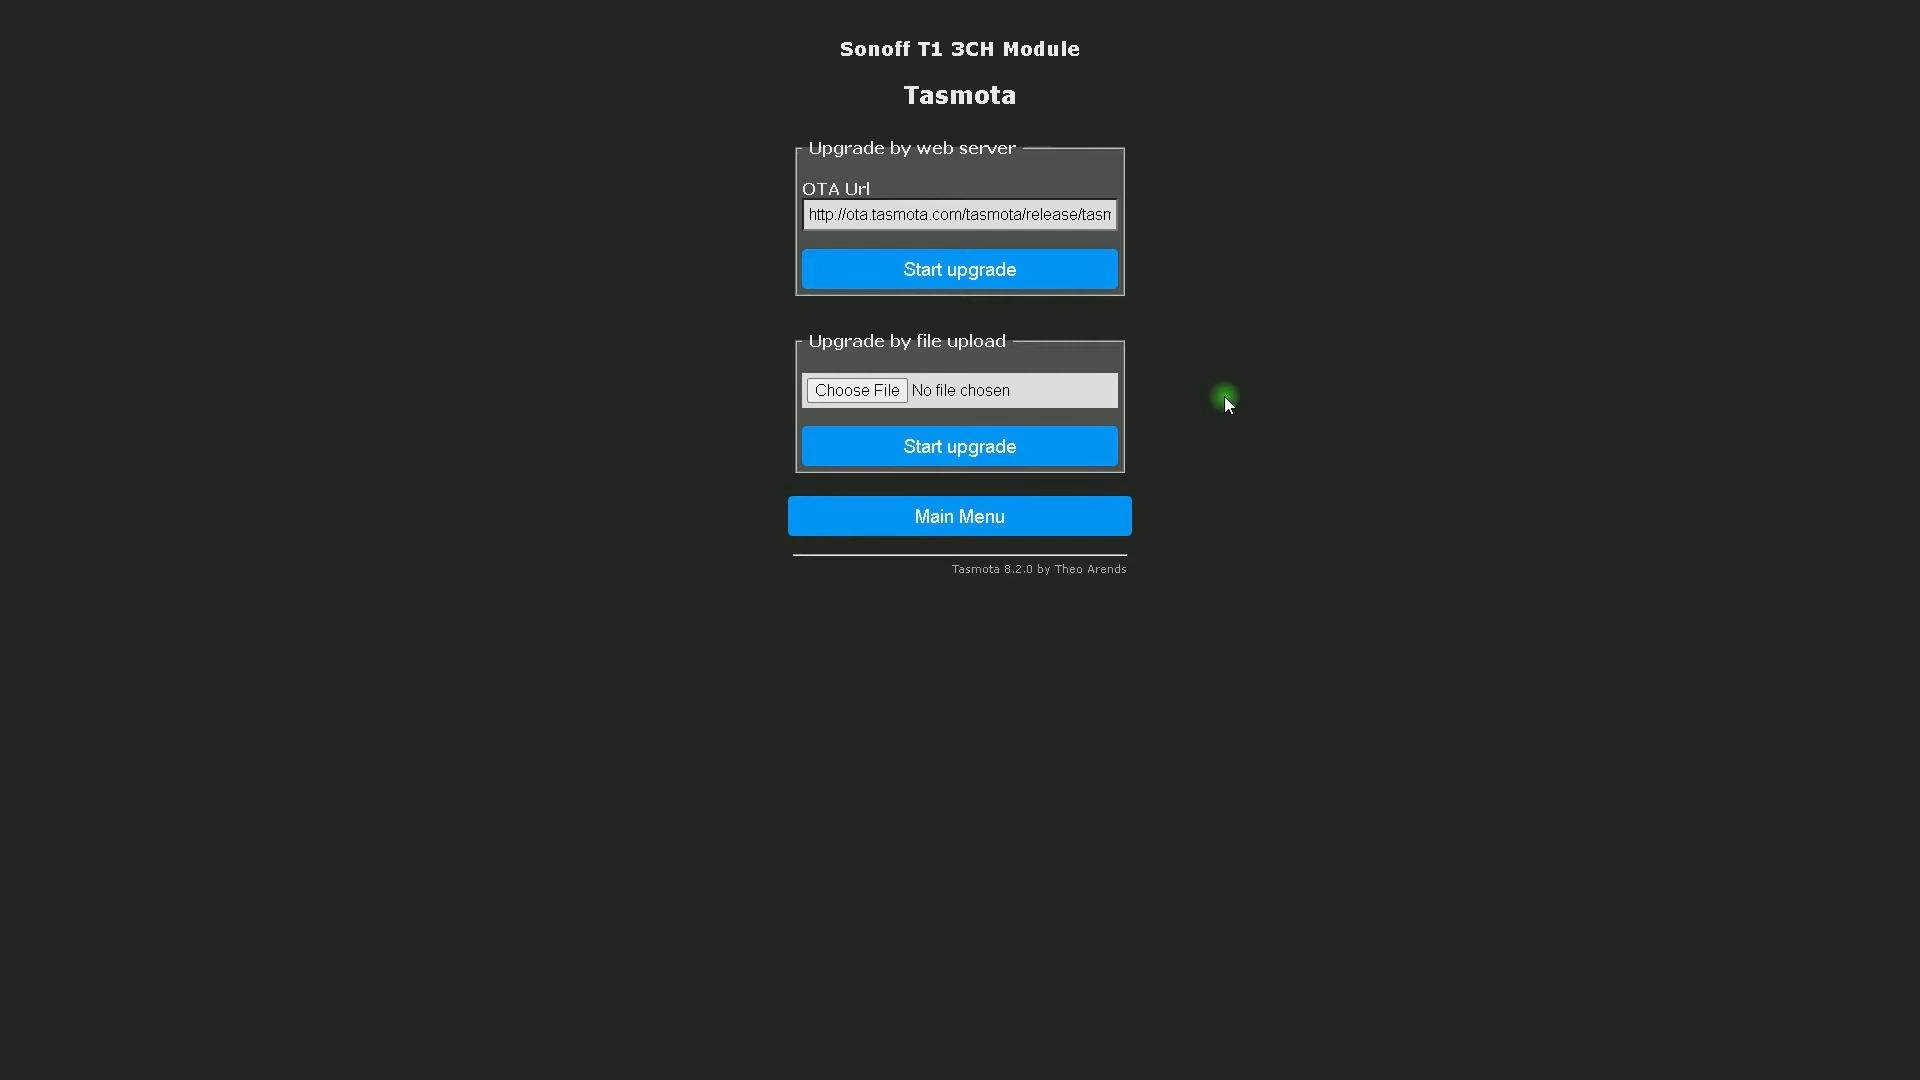 Sonoff T1 3CH Module
Tasmota
Upgrade by web server
OTA Url
http://ota.tasmota.com/tasmota/release/tasm
Start upgrade
Upgrade by file upload
Choose File No file chosen
Start upgrade
Main Menu
Tasmota 8.2.0 by Theo Arends